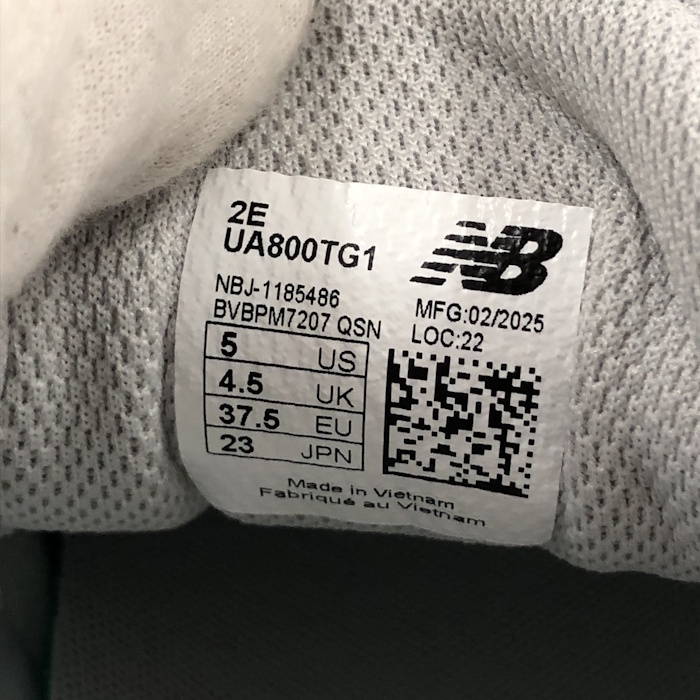 2E
UA800TG1
NB
NBJ-1185486
BVBPM7207 QSN
MFG:02/2025
LOC:22
5 US
4.5 UK
37.5 EU
23 JPN
Made in Vietnam
Fabriqué au Vietnam